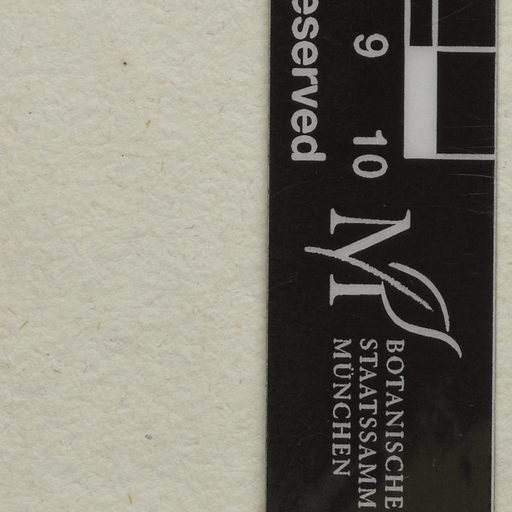 eserved
9 10
M
BOTANISCHE
STAATSSAMM
MÜNCHEN